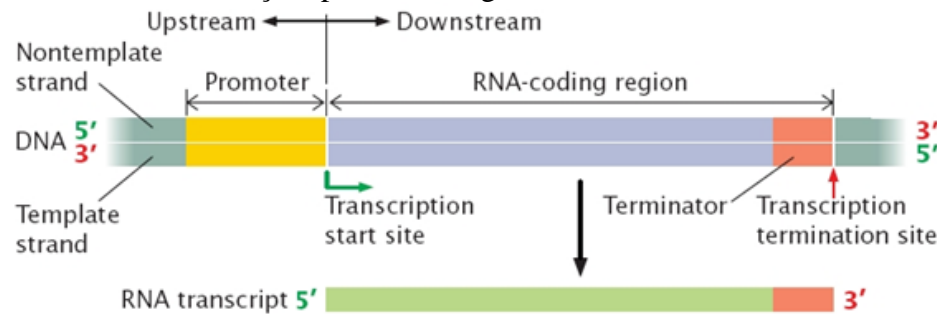 Upstream
Downstream
Nontemplate
strand
Promoter
RNA-coding region
DNA
5′
3′
3′
5′
Template
strand
Transcription
start site
Terminator
Transcription
termination site
RNA transcript 5′
3′